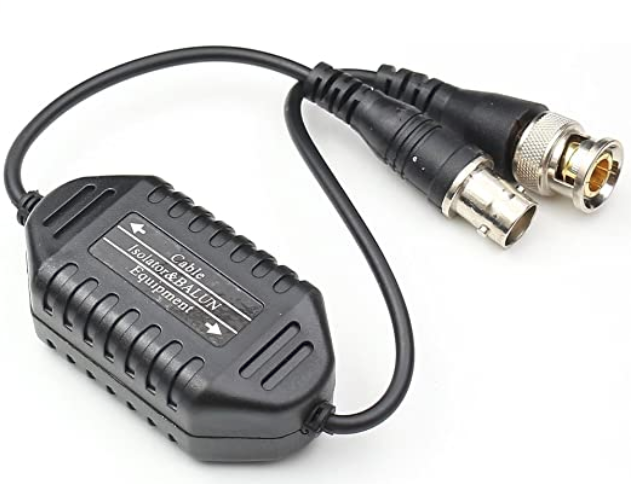 Cable
Isolator&BALUN
Equipment